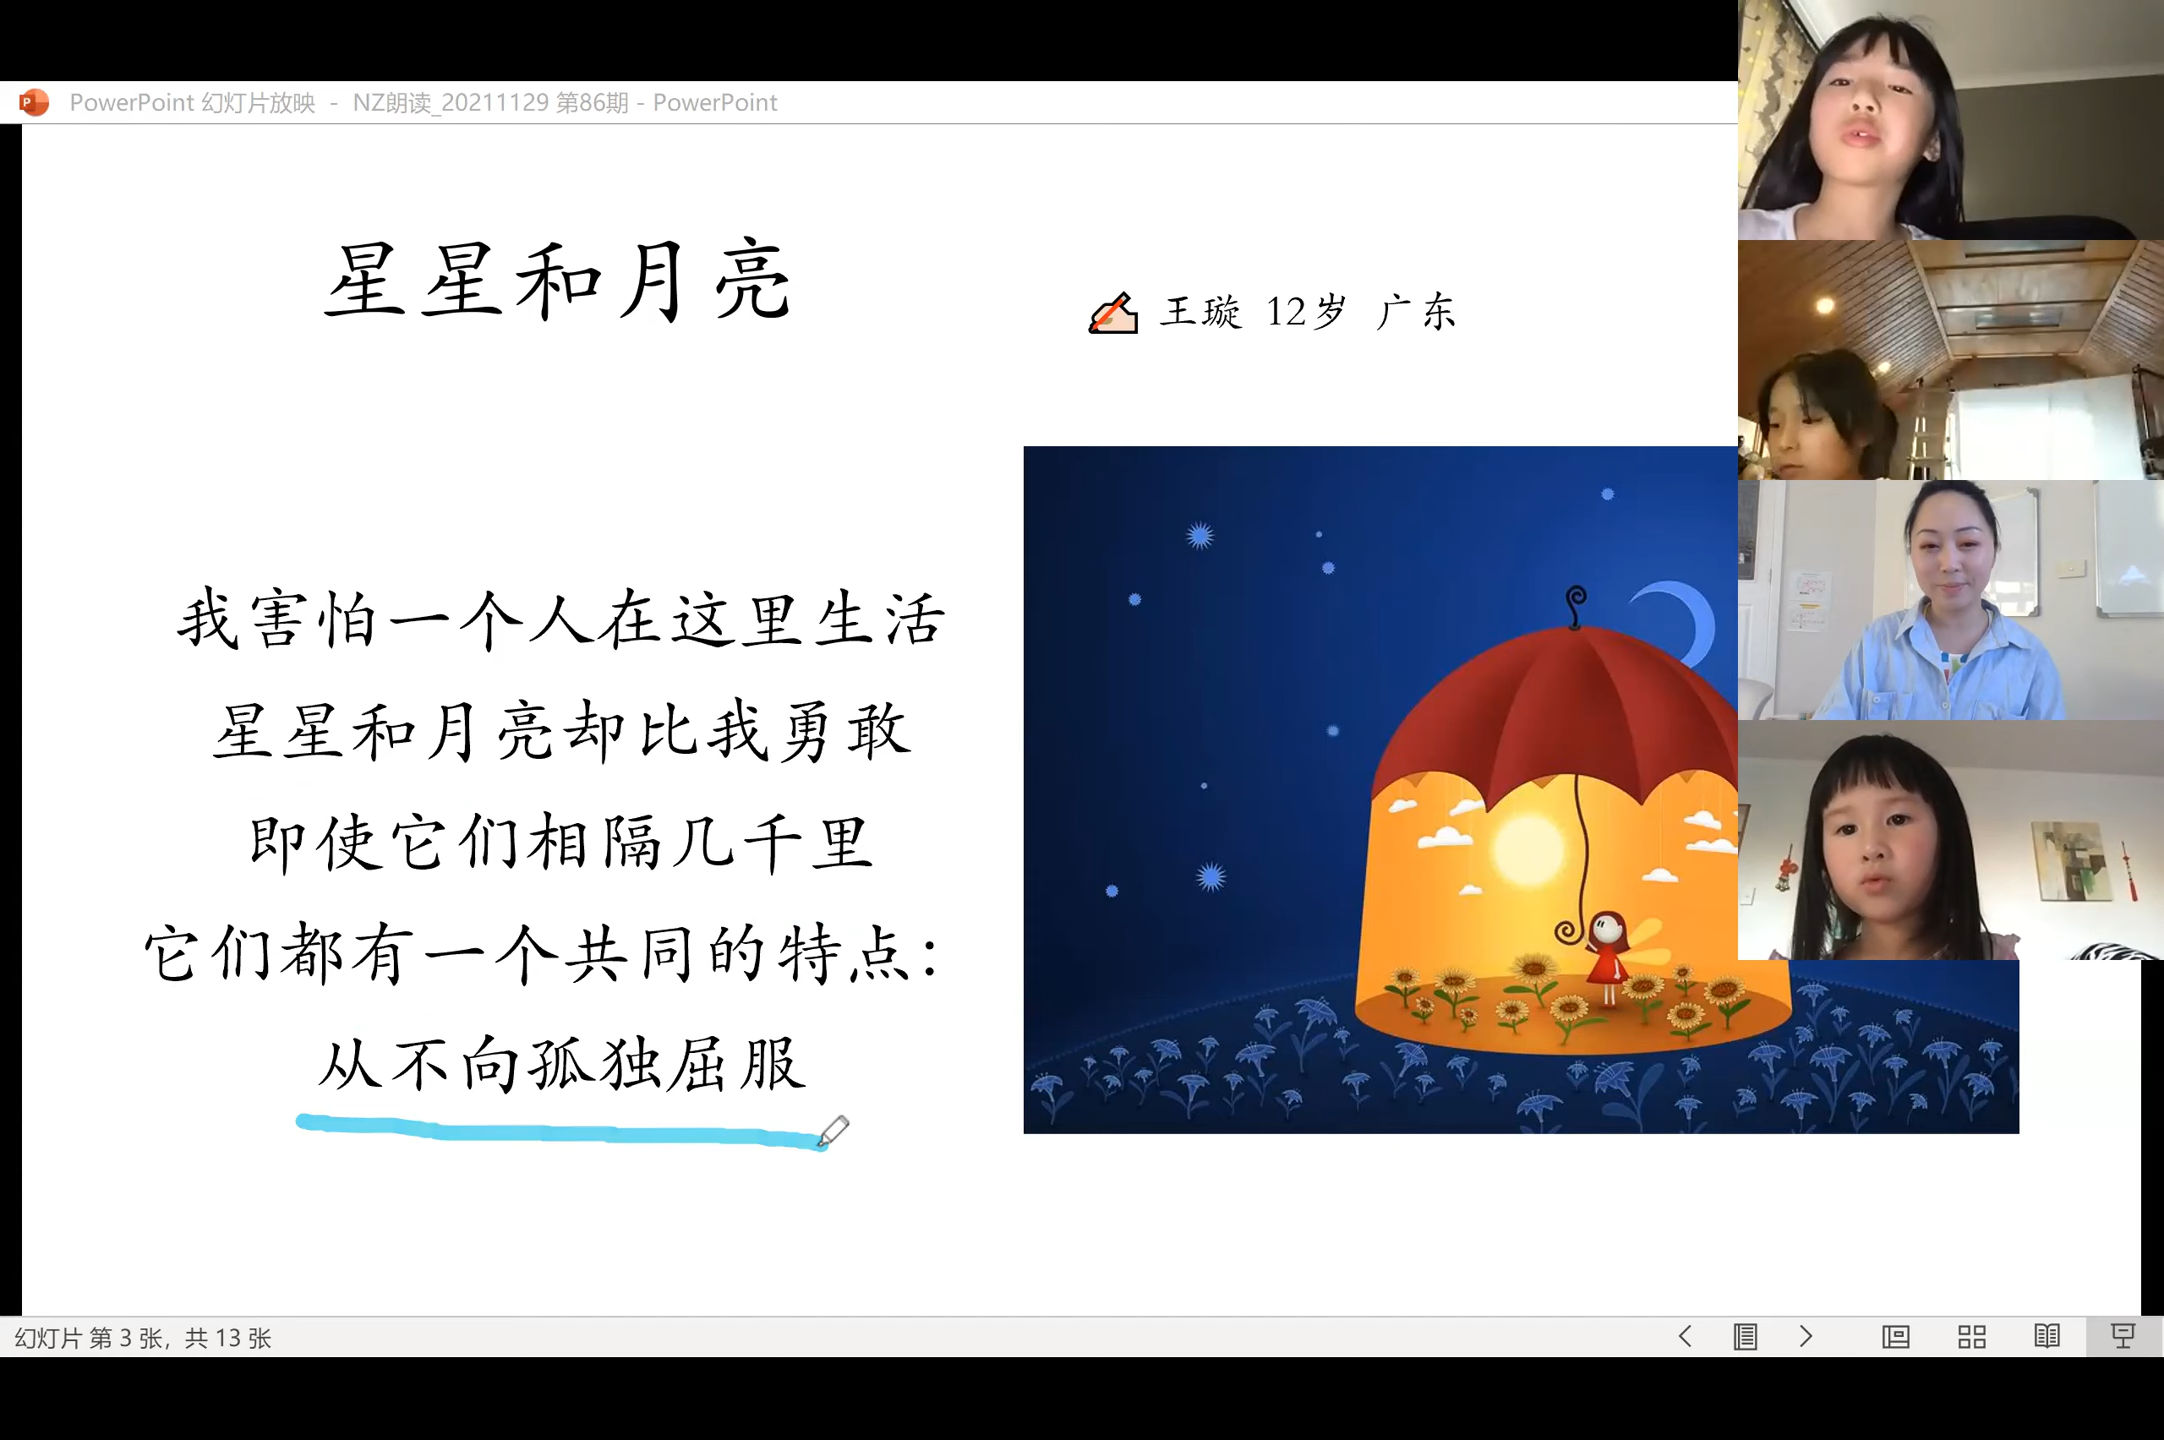 PowerPoint 幻灯片放映 - NZ朗读_20211129 第86期 - PowerPoint
星星和月亮
王璇 12岁 广东
我害怕一个人在这里生活
星星和月亮却比我勇敢
即使它们相隔几千里
它们都有一个共同的特点：
从不向孤独屈服
幻灯片 第 3 张，共 13 张